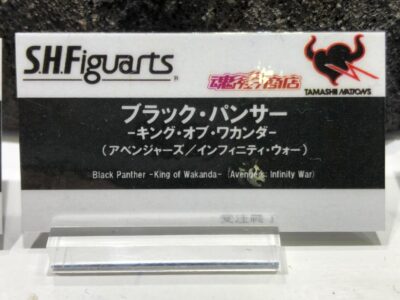 S.H.Figuarts
魂ウェブ商店
TAMASHII NATIONS
ブラック・パンサー
-キング・オブ・ワカンダ-
(アベンジャーズ/インフィニティ・ウォー)
Black Panther -King of Wakanda- (Avengers: Infinity War)
受注終了